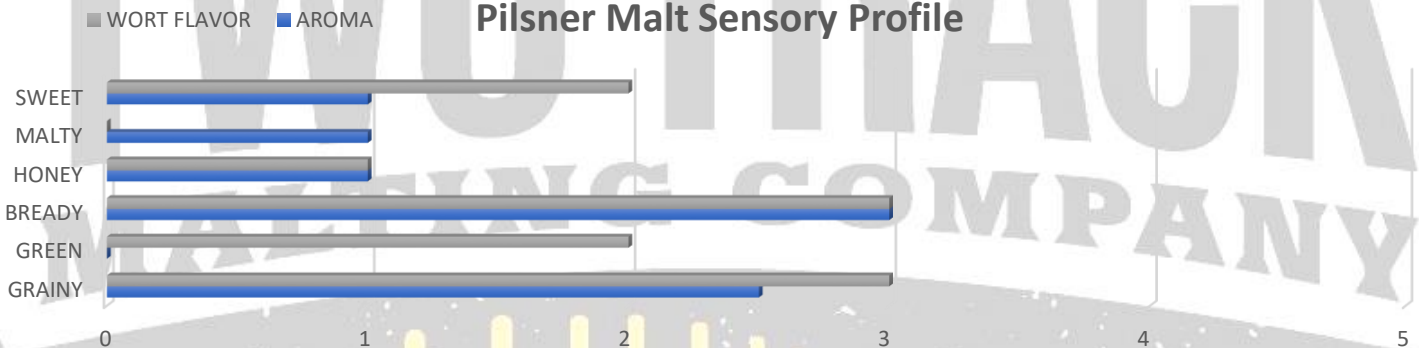 Pilsner Malt Sensory Profile
WORT FLAVOR AROMA
SWEET
MALTY
HONEY
BREADY
GREEN
GRAINY
0 1 2 3 4 5
TWO TRACK
MALTING COMPANY